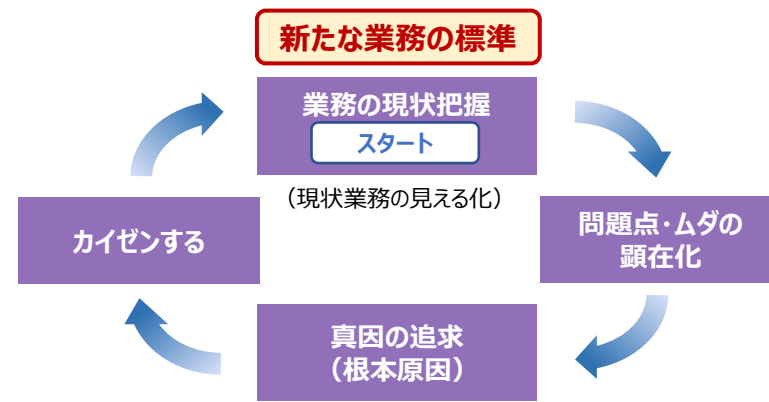 新たな業務の標準
業務の現状把握
スタート
（現状業務の見える化）
問題点・ムダの
顕在化
真因の追求
（根本原因）
カイゼンする